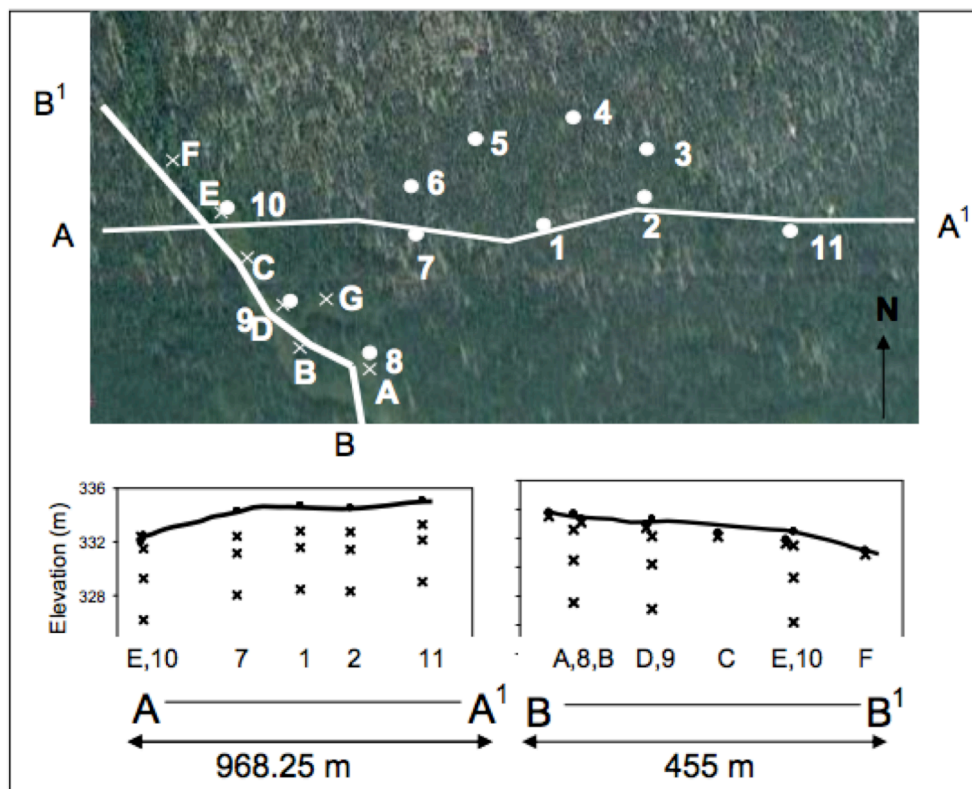 B1
F
4
5
3
E
10
6
A
A1
2
1
7
11
C
G
9
D
N
B
8
A
B
Elevation (m)
336
332
328
E,10 7 1 2 11
A,8,B D,9 C E,10 F
A A1 B B1
968.25 m 455 m